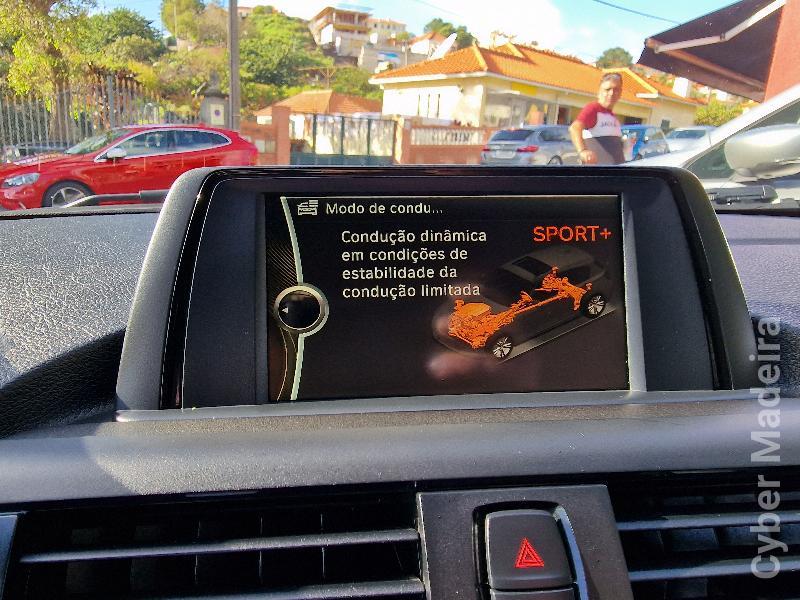 Modo de condu...
SPORT+
Condução dinâmica
em condições de
estabilidade da
condução limitada
Cyber Madeira